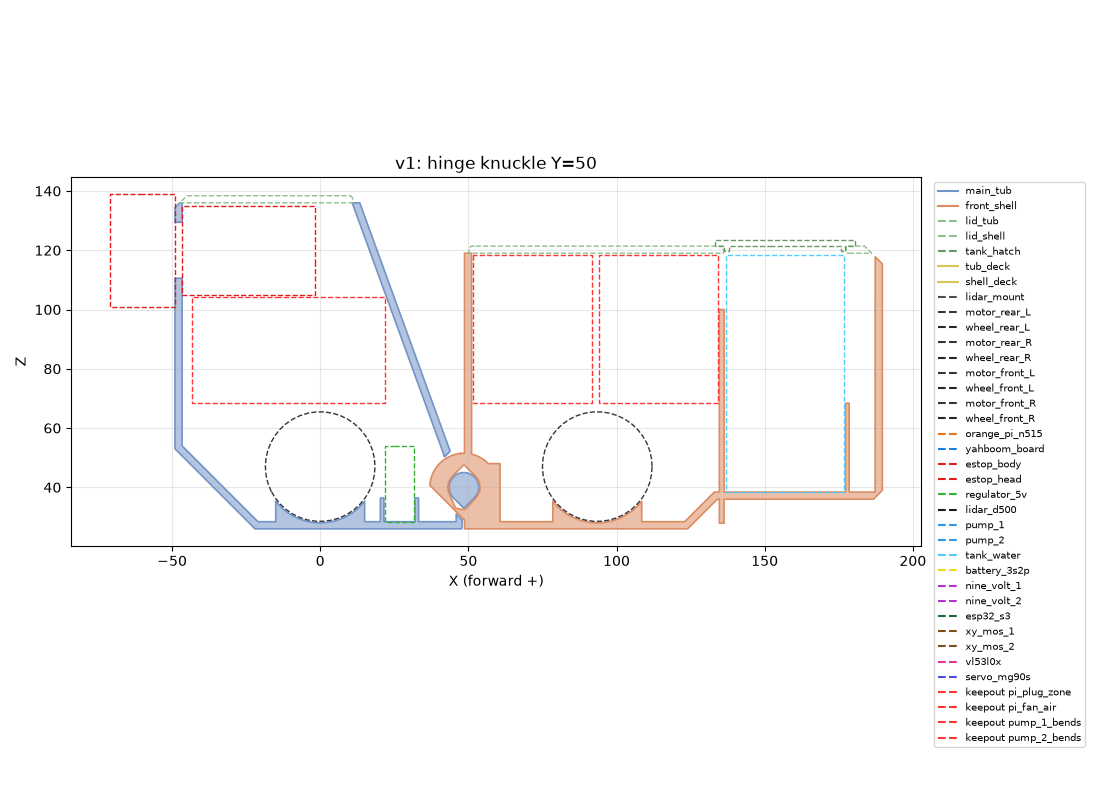 v1: hinge knuckle Y=50
140
120
100
80
60
40
Z
−50
0
50
100
150
200
X (forward +)
main_tub
front_shell
lid_tub
lid_shell
tank_hatch
tub_deck
shell_deck
lidar_mount
motor_rear_L
wheel_rear_L
motor_rear_R
wheel_rear_R
motor_front_L
wheel_front_L
motor_front_R
wheel_front_R
orange_pi_n515
yahboom_board
estop_body
estop_head
regulator_5v
lidar_d500
pump_1
pump_2
tank_water
battery_3s2p
nine_volt_1
nine_volt_2
esp32_s3
xy_mos_1
xy_mos_2
vl53l0x
servo_mg90s
keepout pi_plug_zone
keepout pi_fan_air
keepout pump_1_bends
keepout pump_2_bends